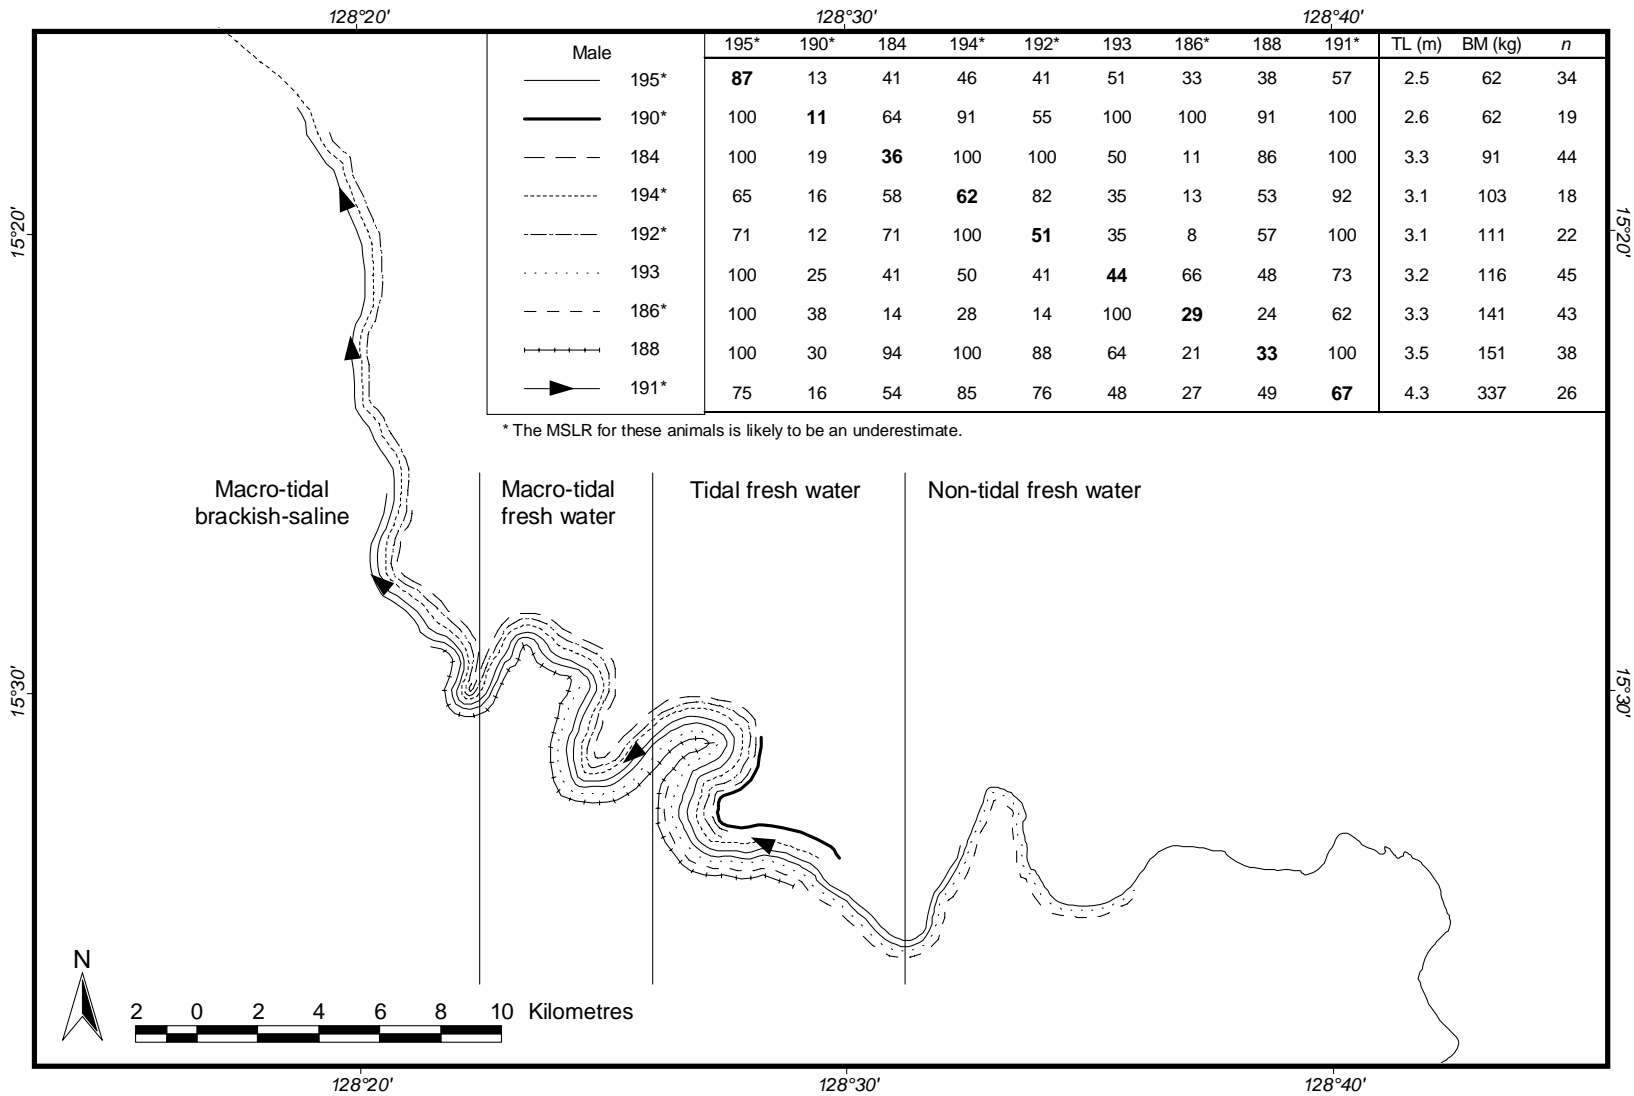 128°20' 128°30' 128°40'
Male 195* 190* 184 194* 192* 193 186* 188 191* TL (m) BM (kg) n
195* 87 13 41 46 41 51 33 38 57 2.5 62 34
190* 100 11 64 91 55 100 100 91 100 2.6 62 19
184 100 19 36 100 100 50 11 86 100 3.3 91 44
194* 65 16 58 62 82 35 13 53 92 3.1 103 18
192* 71 12 71 100 51 35 8 57 100 3.1 111 22
193 100 25 41 50 41 44 66 48 73 3.2 116 45
186* 100 38 14 28 14 100 29 24 62 3.3 141 43
188 100 30 94 100 88 64 21 33 100 3.5 151 38
191* 75 16 54 85 76 48 27 49 67 4.3 337 26
* The MSLR for these animals is likely to be an underestimate.
15°20' 15°20'
Macro-tidal
brackish-saline
Macro-tidal
fresh water
Tidal fresh water
Non-tidal fresh water
15°30' 15°30'
N
2 0 2 4 6 8 10 Kilometres
128°20' 128°30' 128°40'